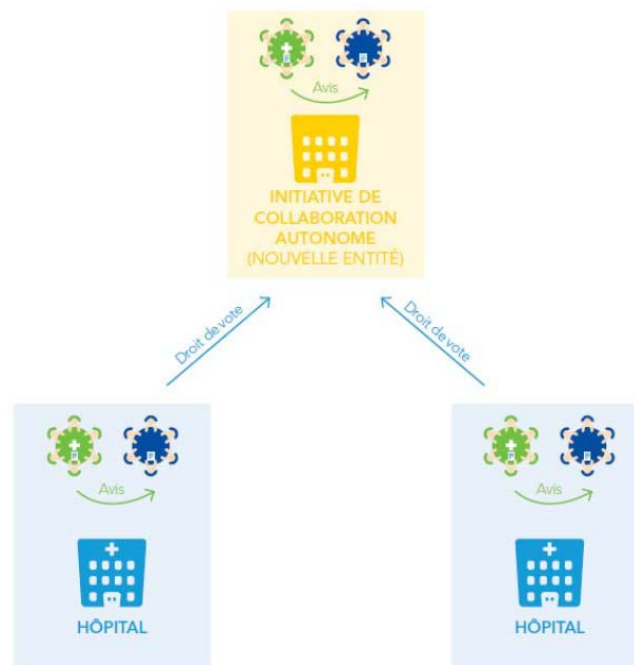 Avis
INITIATIVE DE
COLLABORATION
AUTONOME
(NOUVELLE ENTITÉ)
Droit de vote
Droit de vote
Avis
HÔPITAL
Avis
HÔPITAL